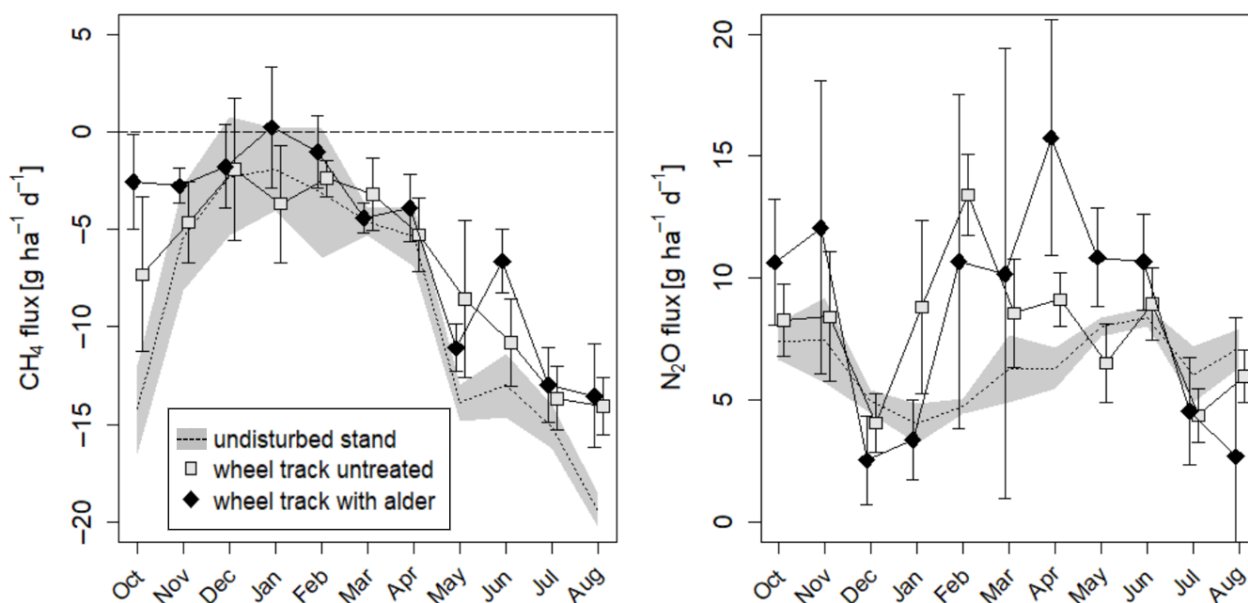 CH₄ flux [g ha⁻¹ d⁻¹]
5
0
−5
−10
−15
−20
undisturbed stand
wheel track untreated
wheel track with alder
Oct Nov Dec Jan Feb Mar Apr May Jun Jul Aug
N₂O flux [g ha⁻¹ d⁻¹]
20
15
10
5
0
Oct Nov Dec Jan Feb Mar Apr May Jun Jul Aug